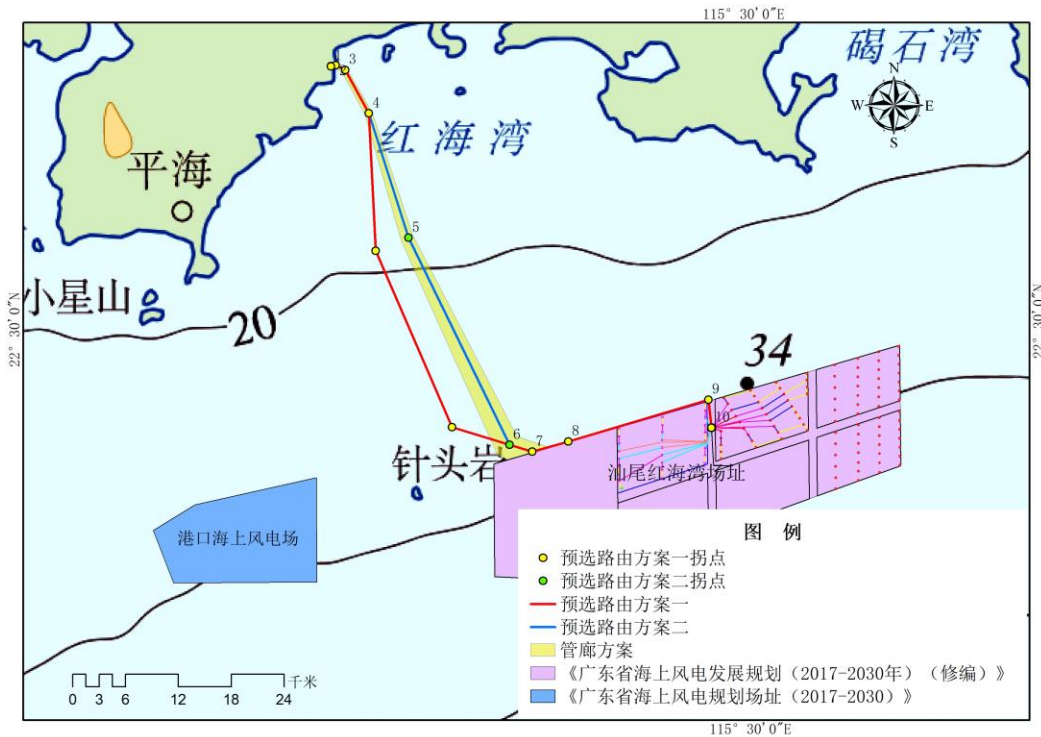 115° 30′0″E
碣石湾
N
W
E
S
1
2
3
4
红海湾
平海
5
小星山
20
22° 30′0″N
22° 30′0″N
34
9
10
6
7
8
针头岩
汕尾红海湾场址
港口海上风电场
图 例
预选路由方案一拐点
预选路由方案二拐点
预选路由方案一
预选路由方案二
管廊方案
《广东省海上风电发展规划（2017-2030年）（修编）》
《广东省海上风电规划场址（2017-2030）》
千米
0 3 6 12 18 24
115° 30′0″E